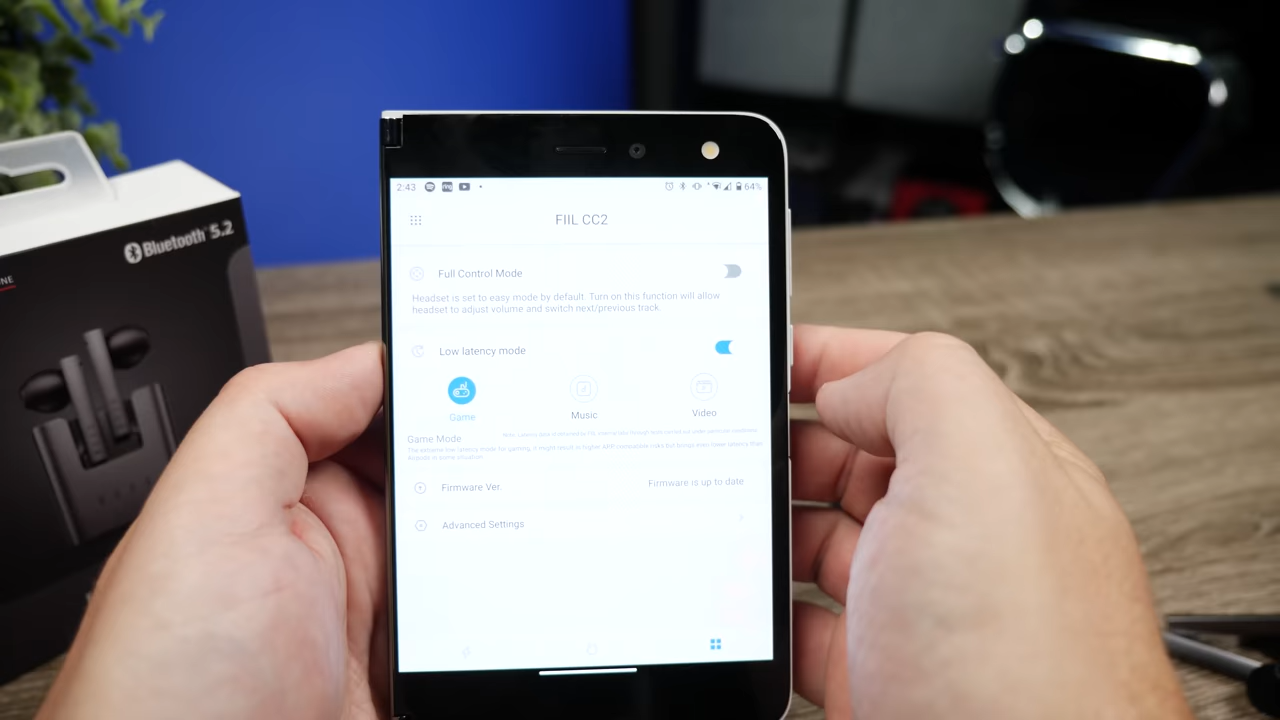 NE
Bluetooth 5.2
2:43
ring
64%
FIIL CC2
Full Control Mode
Headset is set to easy mode by default. Turn on this function will allow
headset to adjust volume and switch next/previous track.
Low latency mode
Game
Music
Video
Game Mode
Firmware Ver.
Firmware is up to date
Advanced Settings